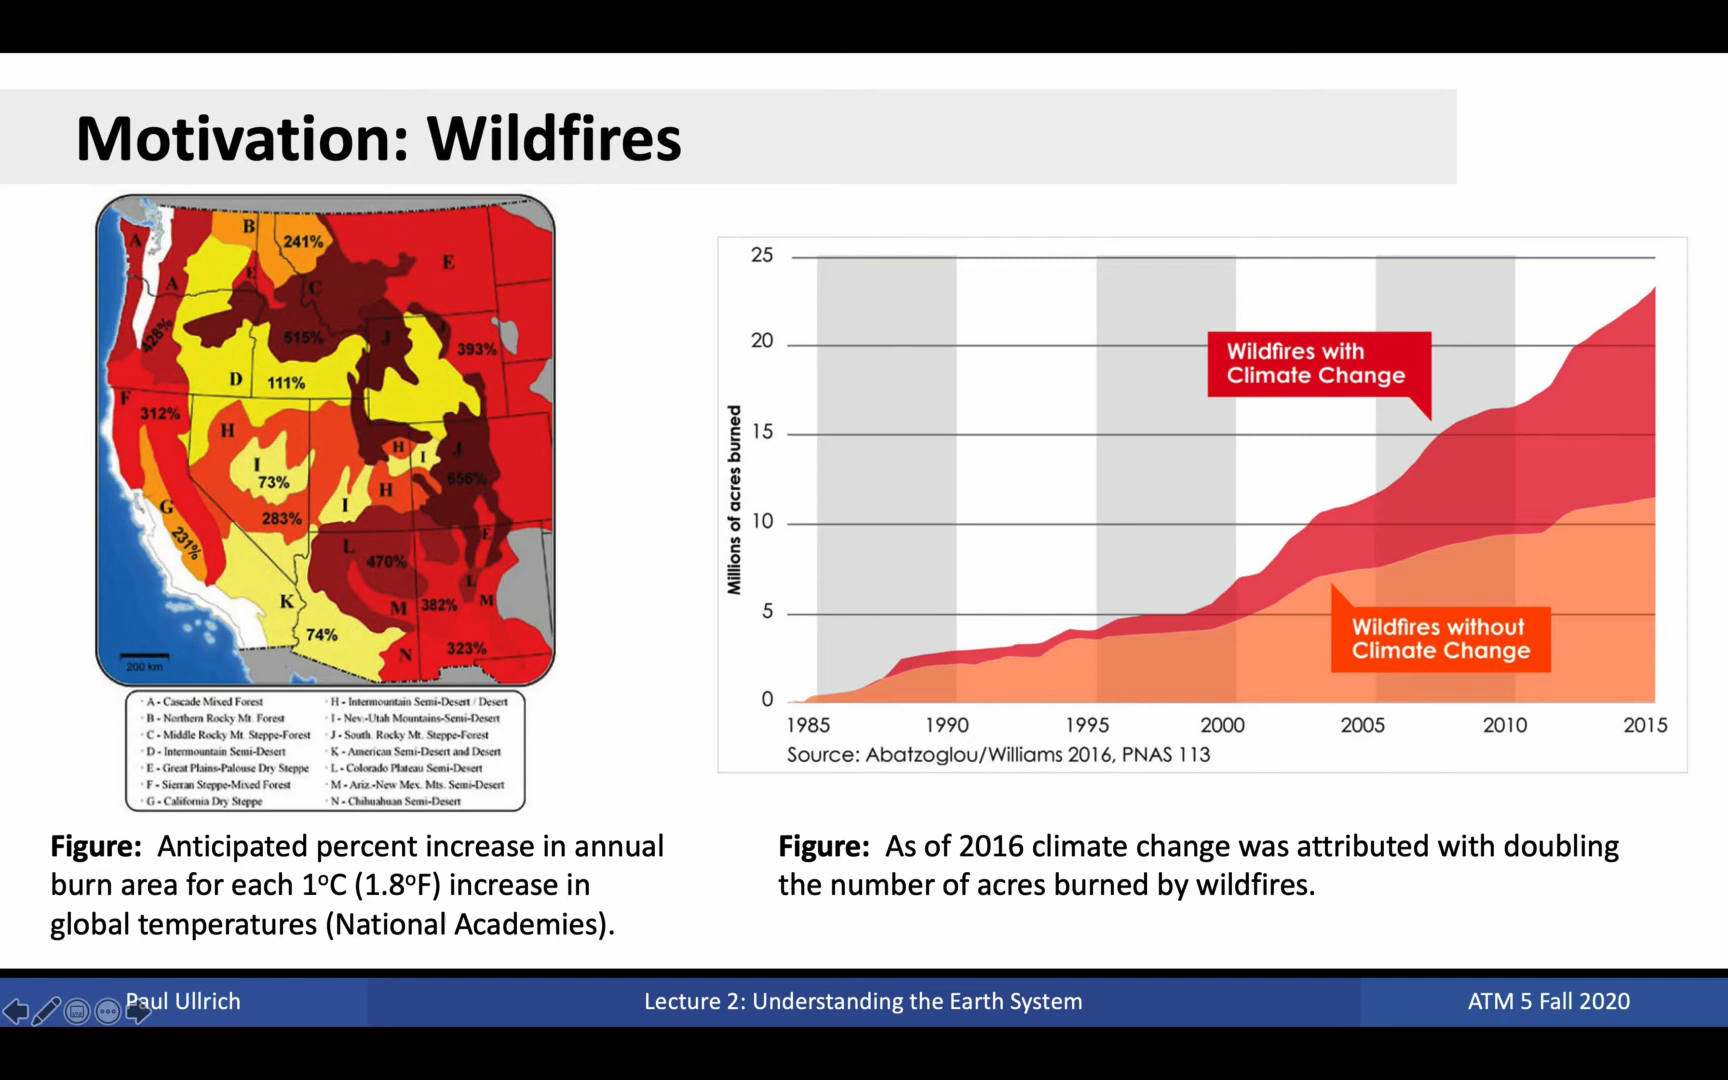 Motivation: Wildfires
A
B
241%
E
E
A
C
428%
515%
J
393%
D
111%
F
312%
H
H
I
J
I
73%
656%
H
I
G
283%
231%
E
L
470%
L
K
M
382%
M
74%
N
323%
200 km
A - Cascade Mixed Forest
B - Northern Rocky Mt. Forest
C - Middle Rocky Mt. Steppe-Forest
D - Intermountain Semi-Desert
E - Great Plains-Palouse Dry Steppe
F - Sierran Steppe-Mixed Forest
G - California Dry Steppe
H - Intermountain Semi-Desert / Desert
I - Nev.-Utah Mountains-Semi-Desert
J - South. Rocky Mt. Steppe-Forest
K - American Semi-Desert and Desert
L - Colorado Plateau Semi-Desert
M - Ariz.-New Mex. Mts. Semi-Desert
N - Chihuahuan Semi-Desert
Figure: Anticipated percent increase in annual
burn area for each 1°C (1.8°F) increase in
global temperatures (National Academies).
Millions of acres burned
25
20
15
10
5
0
Wildfires with
Climate Change
Wildfires without
Climate Change
1985 1990 1995 2000 2005 2010 2015
Source: Abatzoglou/Williams 2016, PNAS 113
Figure: As of 2016 climate change was attributed with doubling
the number of acres burned by wildfires.
Paul Ullrich
Lecture 2: Understanding the Earth System
ATM 5 Fall 2020